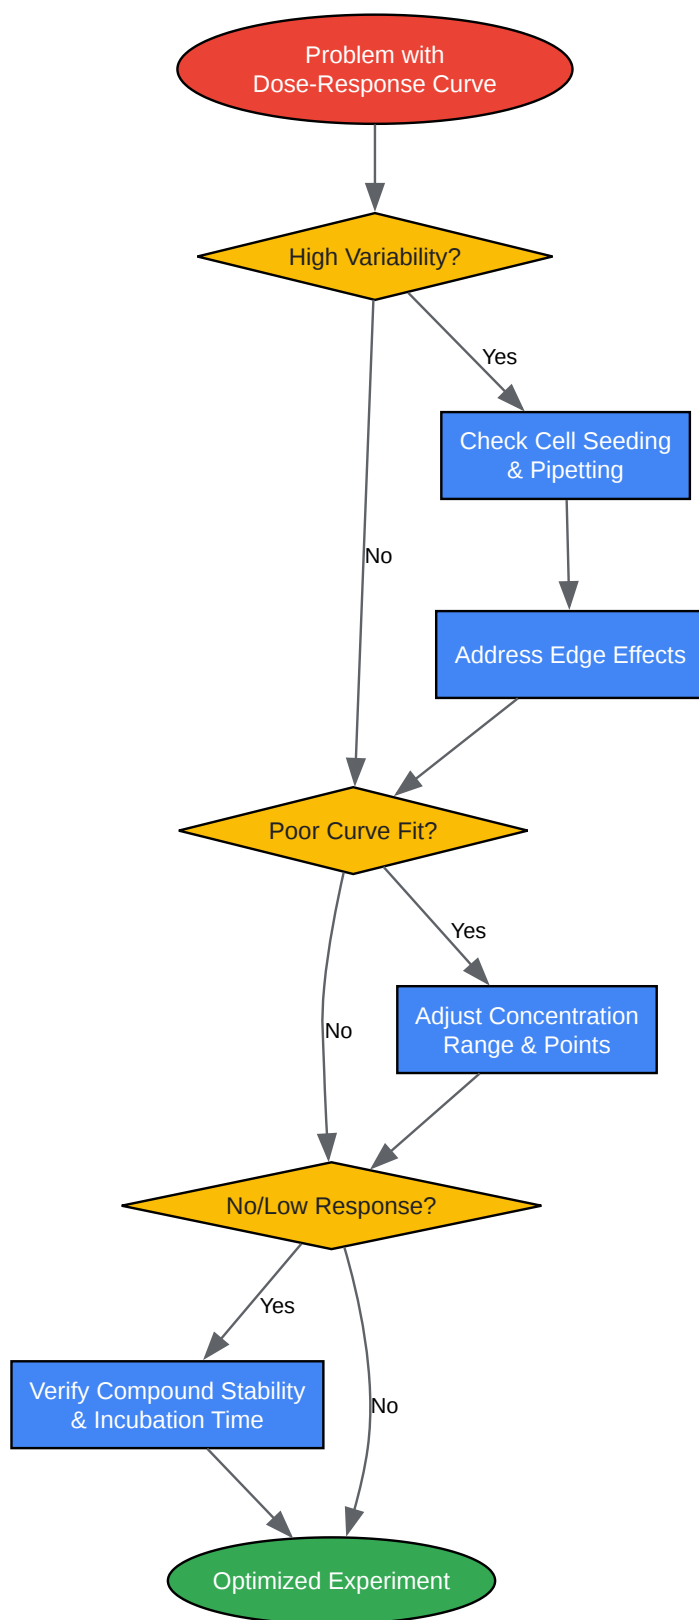 Problem with
Dose-Response Curve
High Variability?
Yes
Check Cell Seeding
& Pipetting
No
Address Edge Effects
Poor Curve Fit?
Yes
Adjust Concentration
Range & Points
No
No/Low Response?
Yes
Verify Compound Stability
& Incubation Time
No
Optimized Experiment